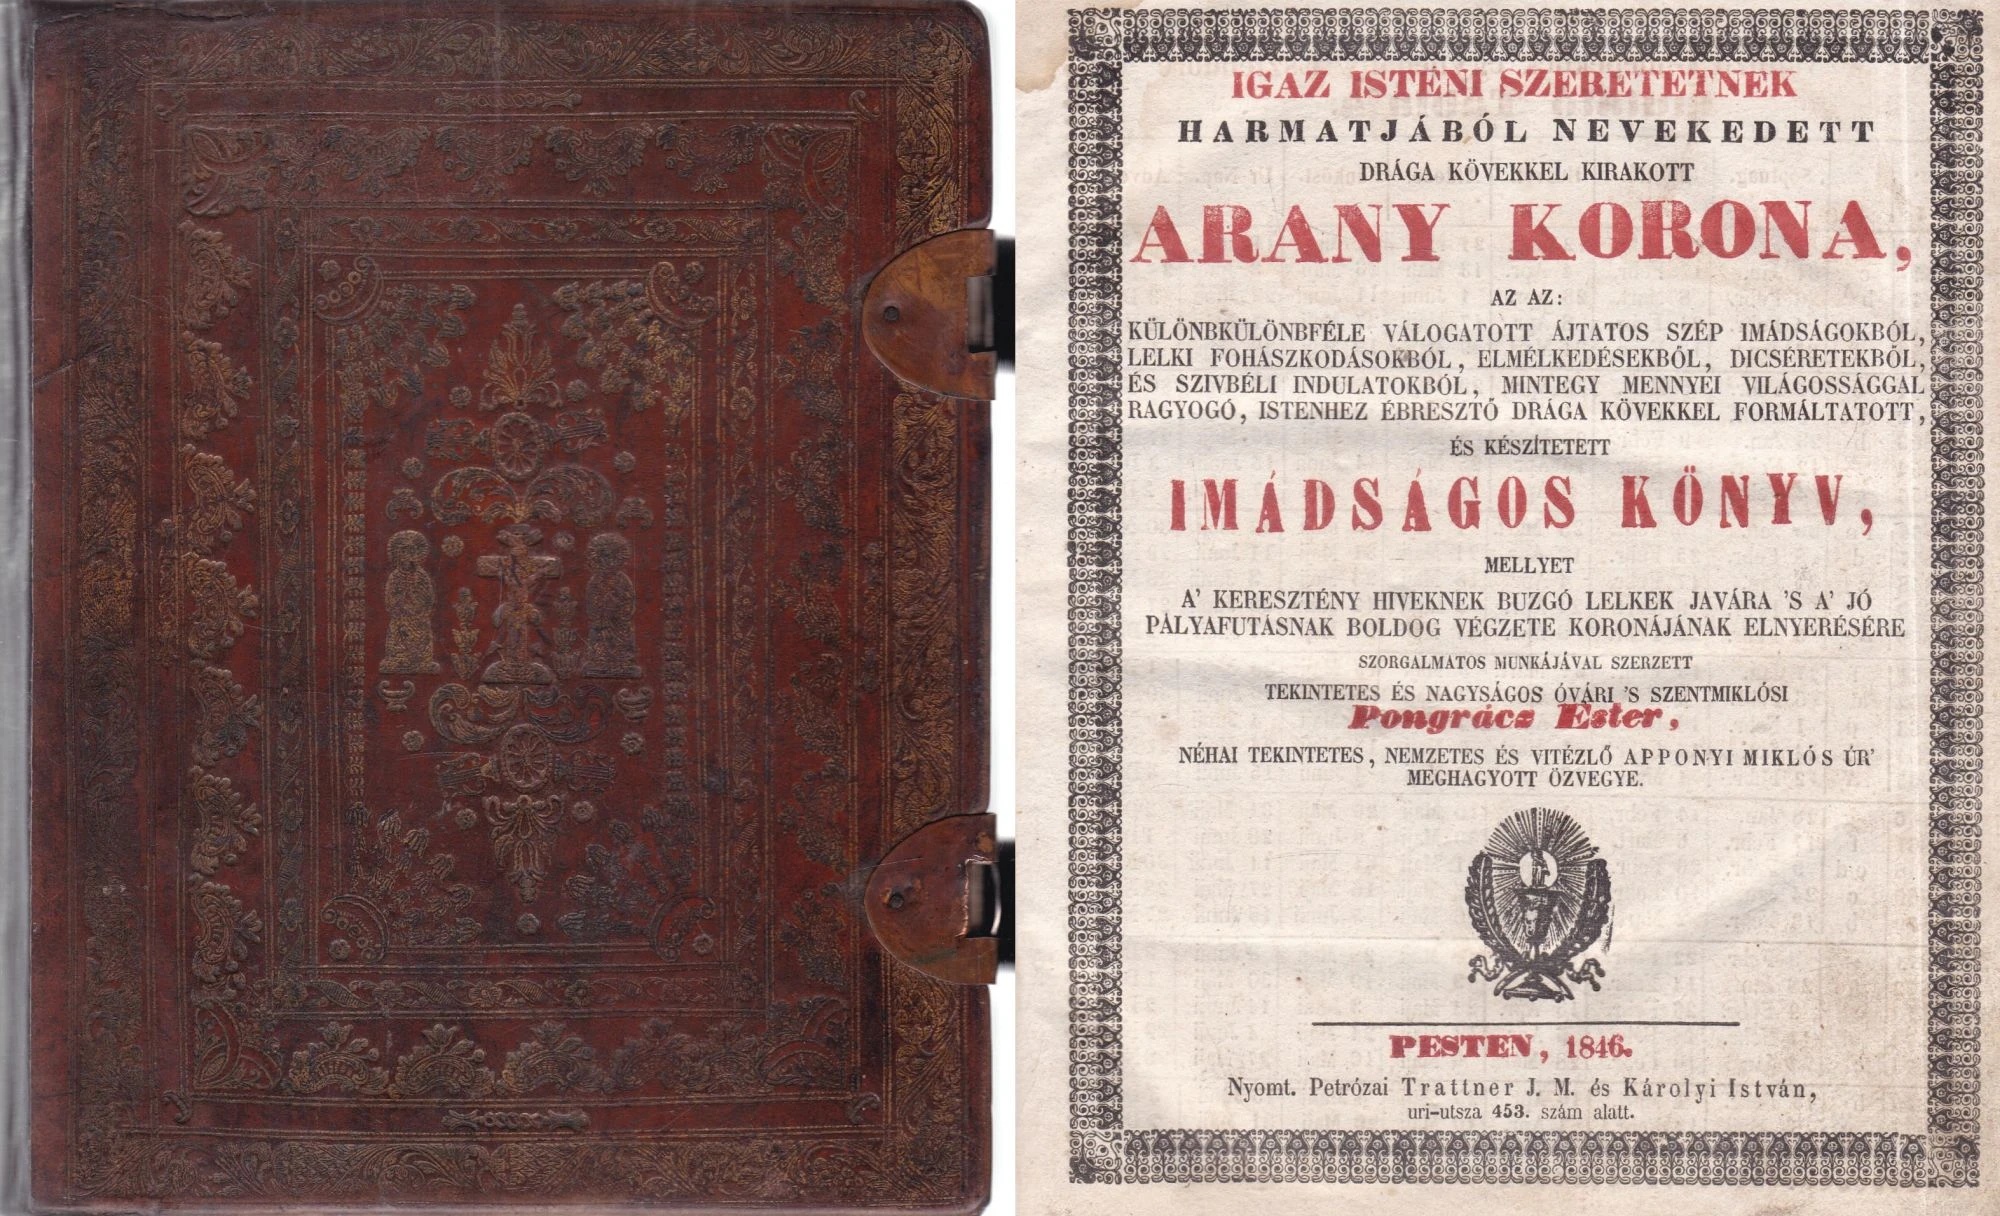 IGAZ ISTÉNI SZERETETNEK
HARMATJÁBÓL NEVEKEDETT
DRÁGA KÖVEKKEL KIRAKOTT
ARANY KORONA,
AZ AZ:
KÜLÖNBKÜLÖNBFÉLE VÁLOGATOTT ÁJTATOS SZÉP IMÁDSÁGOKBÓL,
LELKI FOHÁSZKODÁSOKBÓL, ELMÉLKEDÉSEKBŐL, DICSÉRETEKBŐL,
ÉS SZIVBÉLI INDULATOKBÓL, MINTEGY MENNYEI VILÁGOSSÁGGAL
RAGYOGÓ, ISTENHEZ ÉBRESZTŐ DRÁGA KÖVEKKEL FORMÁLTATOTT,
ÉS KÉSZÍTETETT
IMÁDSÁGOS KÖNYV,
MELLYET
A' KERESZTÉNY HIVEKNEK BUZGÓ LELKEK JAVÁRA 'S A' JÓ
PÁLYAFUTÁSNAK BOLDOG VÉGZETE KORONÁJÁNAK ELNYERÉSÉRE
SZORGALMATOS MUNKÁJÁVAL SZERZETT
TEKINTETES ÉS NAGYSÁGOS ÓVÁRI 'S SZENTMIKLÓSI
Pongrácz Eszter,
NÉHAI TEKINTETES, NEMZETES ÉS VITÉZLŐ APPONYI MIKLÓS ÚR'
MEGHAGYOTT ÖZVEGYE.
PESTEN, 1846.
Nyomt. Petrózai Trattner J. M. és Károlyi István,
uri-utsza 453. szám alatt.